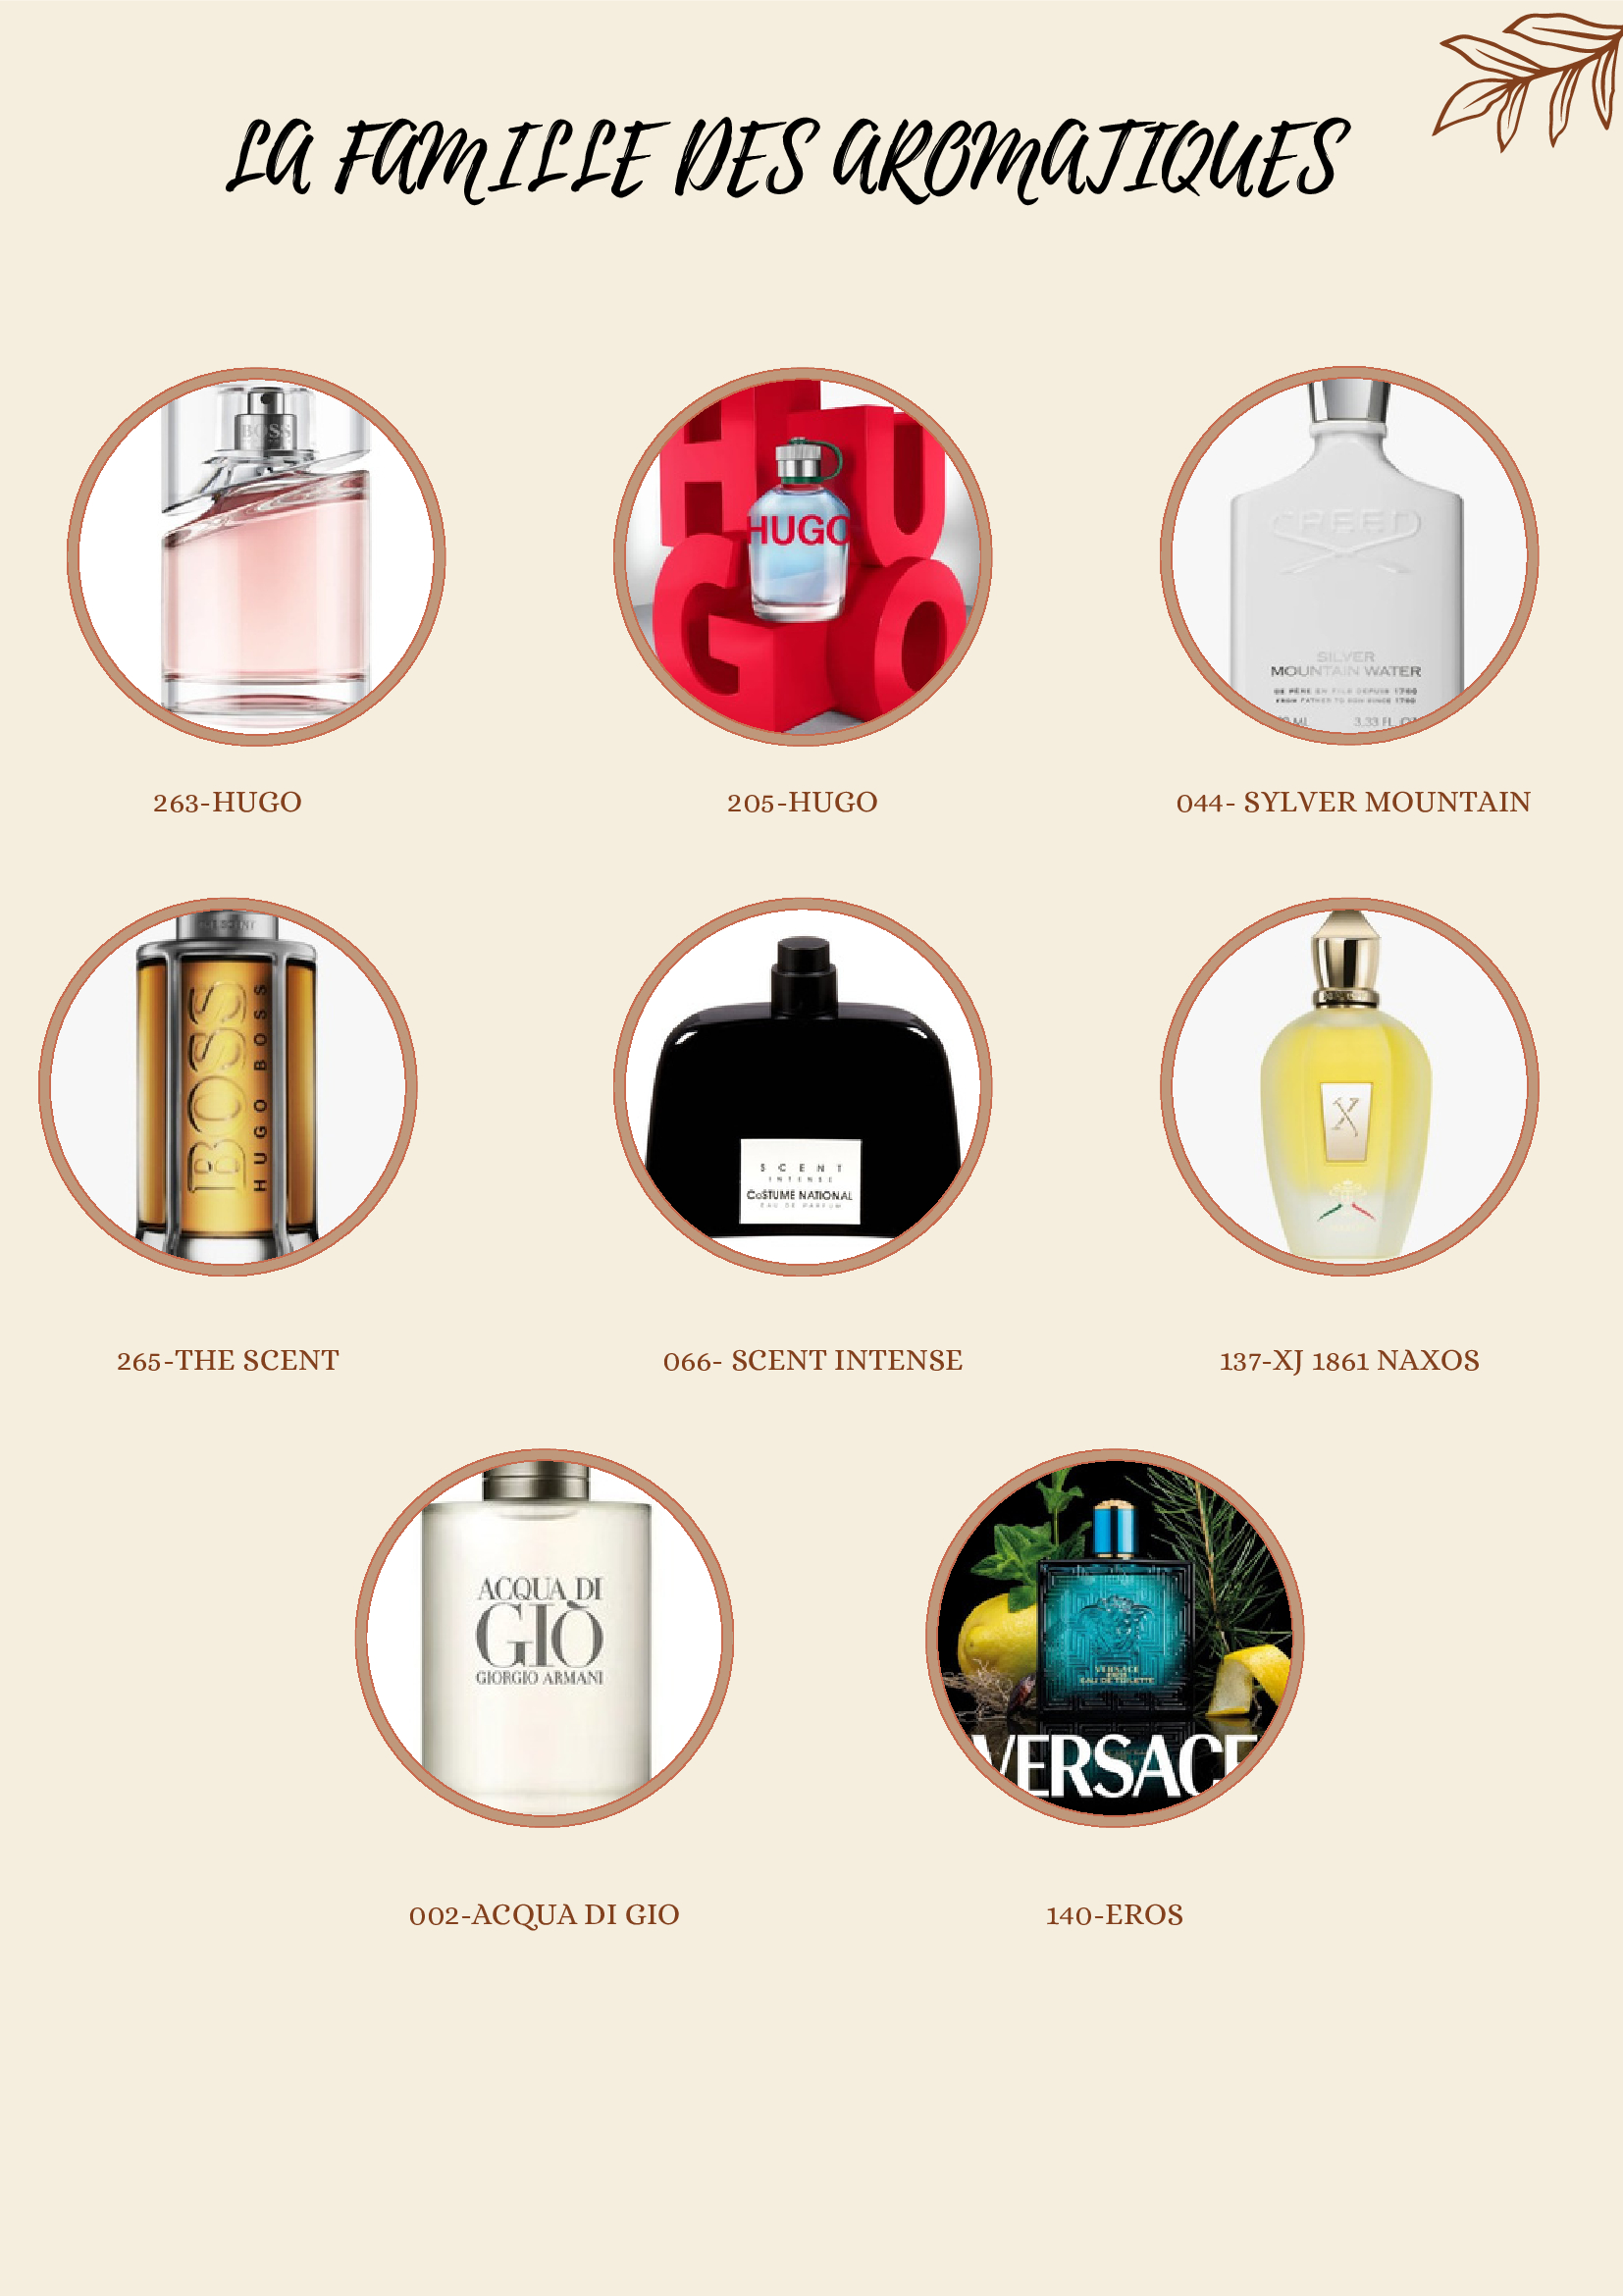 LA FAMILLE DES AROMATIQUES
BOSS
HUGO
HUGO
CREED
SILVER
MOUNTAIN WATER
DE PÈRE EN FILS DEPUIS 1760
FROM FATHER TO SON SINCE 1760
3.33 FL
263-HUGO
205-HUGO
044- SYLVER MOUNTAIN
THE SCENT
BOSS
HUGO BOSS
SCENT
INTENSE
CoSTUME NATIONAL
EAU DE PARFUM
X
265-THE SCENT
066- SCENT INTENSE
137-XJ 1861 NAXOS
ACQUA DI
GIÒ
GIORGIO ARMANI
VERSACE
EROS
EAU DE TOILETTE
VERSACE
002-ACQUA DI GIO
140-EROS